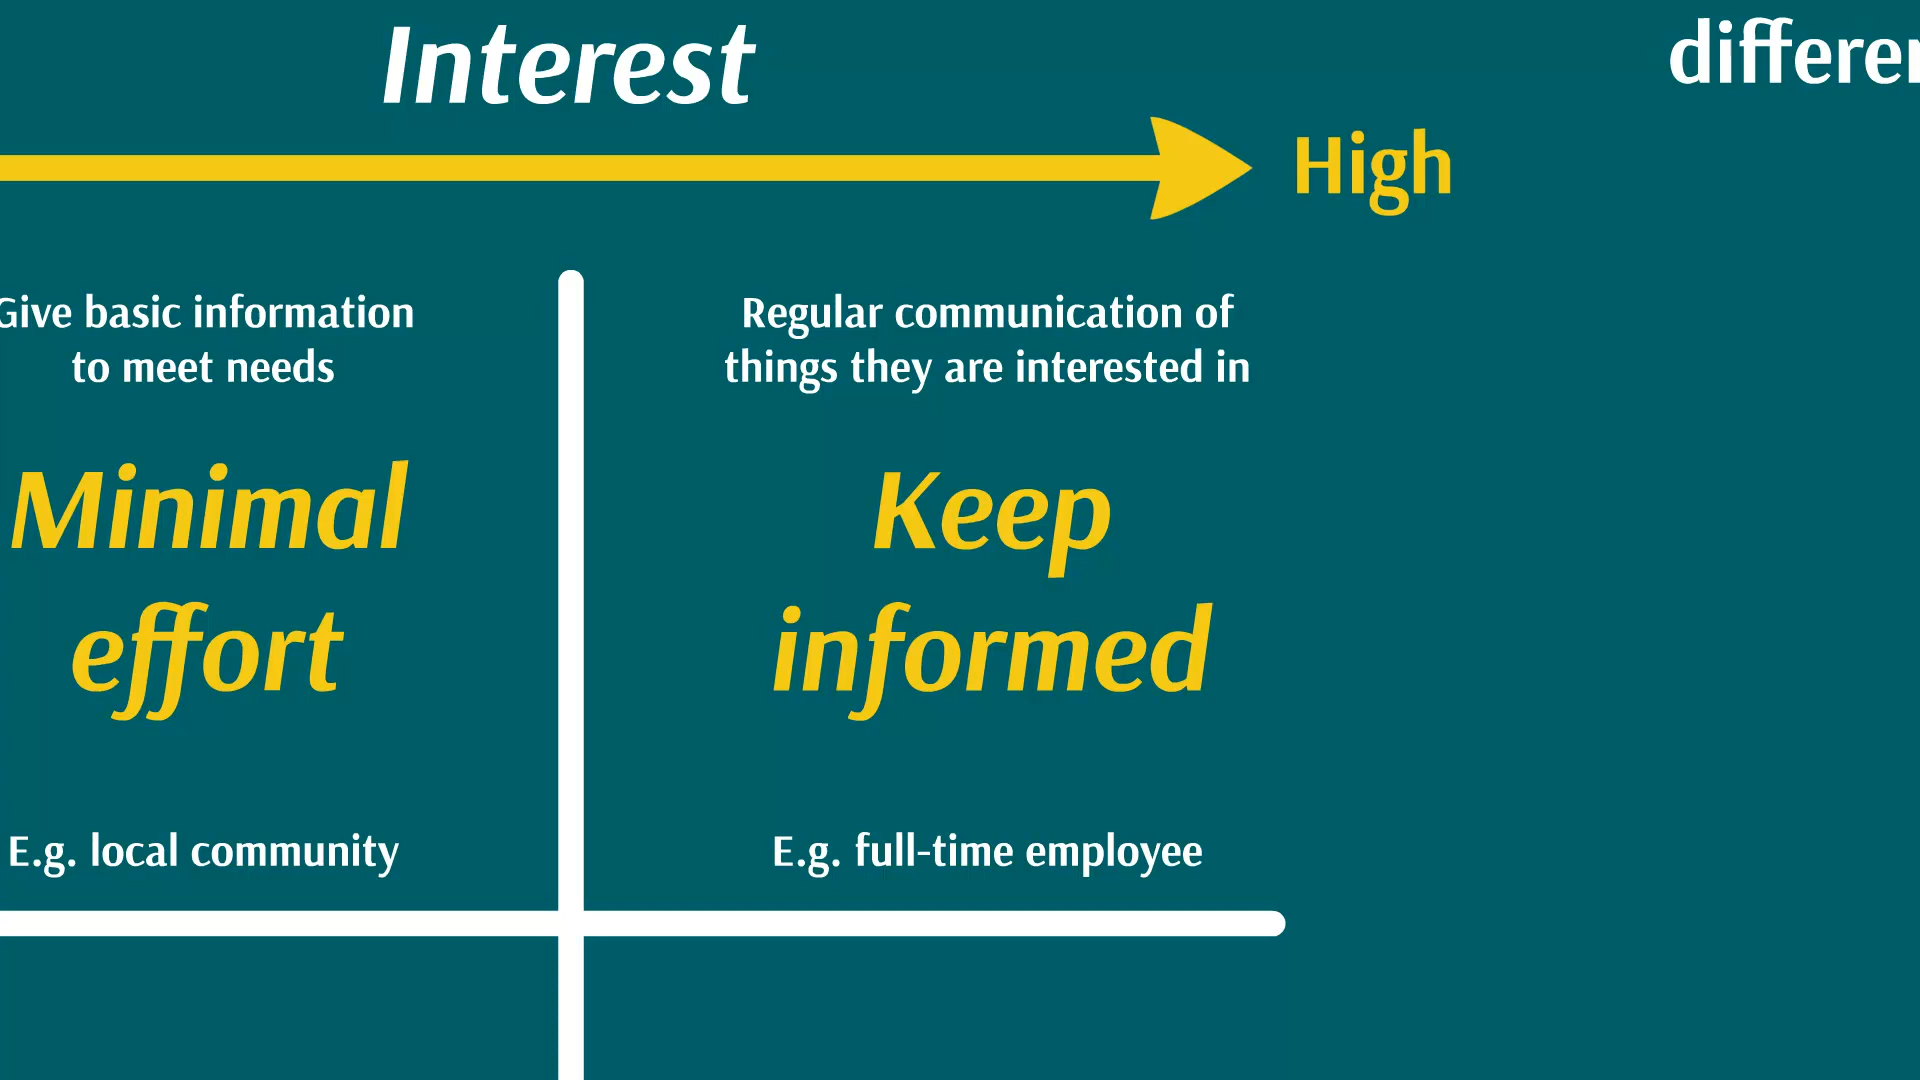 Interest
High
Give basic information
to meet needs
Minimal
effort
E.g. local community
Regular communication of
things they are interested in
Keep
informed
E.g. full-time employee